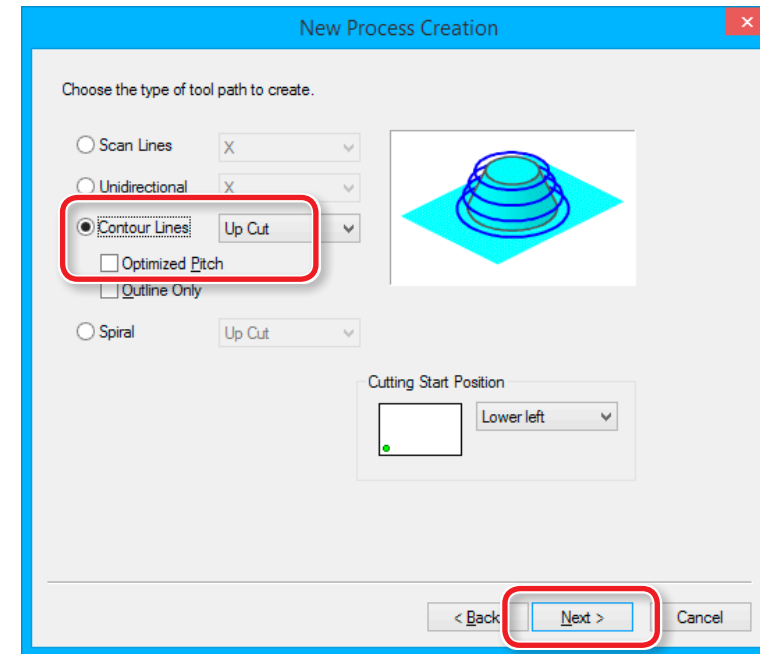 New Process Creation
Choose the type of tool path to create.
Scan Lines X
Unidirectional X
Contour Lines Up Cut
Optimized Pitch
Outline Only
Spiral Up Cut
Cutting Start Position
Lower left
< Back Next > Cancel